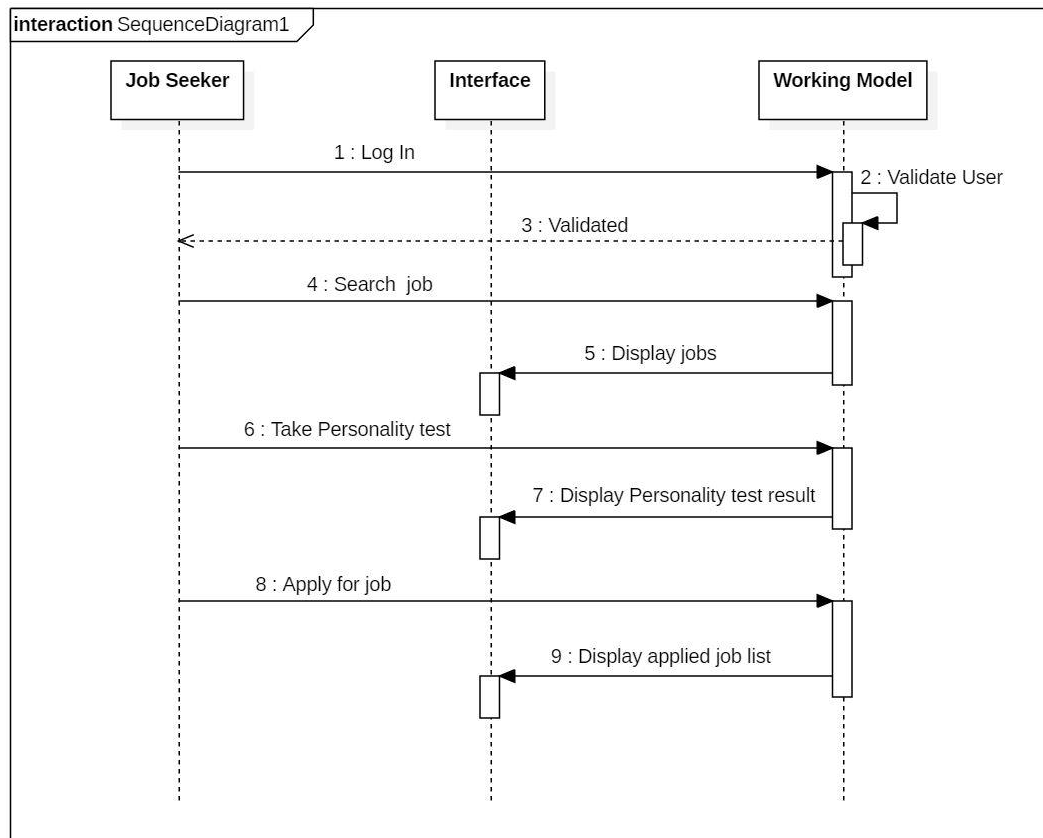 interaction SequenceDiagram1
Job Seeker
Interface
Working Model
1 : Log In
2 : Validate User
3 : Validated
4 : Search  job
5 : Display jobs
6 : Take Personality test
7 : Display Personality test result
8 : Apply for job
9 : Display applied job list